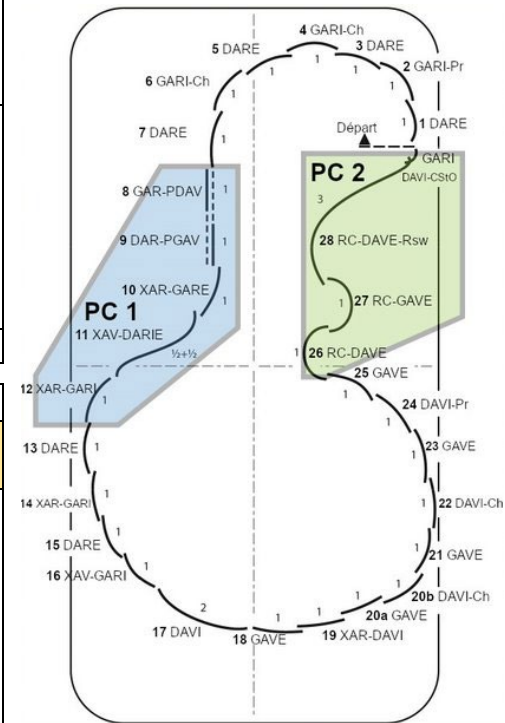 4 GARI-Ch
5 DARE
3 DARE
2 GARI-Pr
6 GARI-Ch
1
1
1
1
1
1
7 DARE
1
1 DARE
Départ
GARI
DAVI-CStO
PC 2
8 GAR-PDAV
1
3
9 DAR-PGAV
1
28 RC-DAVE-Rsw
10 XAR-GARE
1
27 RC-GAVE
1
PC 1
11 XAV-DARIE
½+½
1
26 RC-DAVE
25 GAVE
12 XAR-GARI
1
1
24 DAVI-Pr
13 DARE
1
1
23 GAVE
1
14 XAR-GARI
1
22 DAVI-Ch
1
15 DARE
1
21 GAVE
1
16 XAV-GARI
1
20b DAVI-Ch
1
17 DAVI
2
1
1
1
20a GAVE
18 GAVE
19 XAR-DAVI